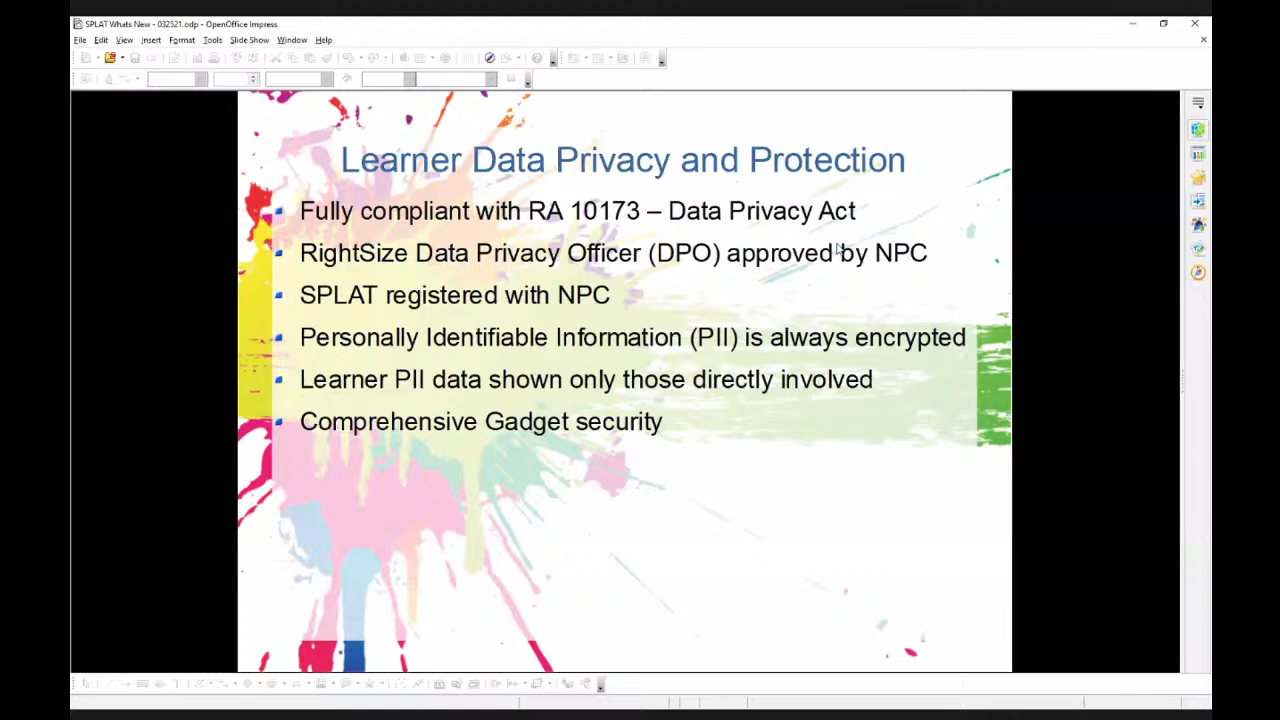 SPLAT Whats New - 032521.odp - OpenOffice Impress
File Edit View Insert Format Tools Slide Show Window Help
Learner Data Privacy and Protection
Fully compliant with RA 10173 – Data Privacy Act
RightSize Data Privacy Officer (DPO) approved by NPC
SPLAT registered with NPC
Personally Identifiable Information (PII) is always encrypted
Learner PII data shown only those directly involved
Comprehensive Gadget security